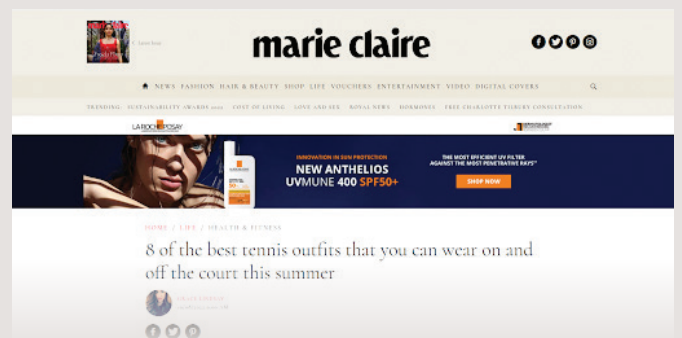 marie claire
NEWS FASHION HAIR & BEAUTY SHOP LIFE VOUCHERS ENTERTAINMENT VIDEO DIGITAL COVERS
TRENDING: SUSTAINABILITY AWARDS 2022 COST OF LIVING LOVE AND SEX ROYAL NEWS HORMONES FREE CHARLOTTE TILBURY CONSULTATION
LA ROCHE-POSAY
INNOVATION IN SUN PROTECTION
NEW ANTHELIOS
UVMUNE 400 SPF50+
THE MOST EFFICIENT UV FILTER
AGAINST THE MOST PENETRATIVE RAYS**
SHOP NOW
HOME / LIFE / HEALTH & FITNESS
8 of the best tennis outfits that you can wear on and
off the court this summer